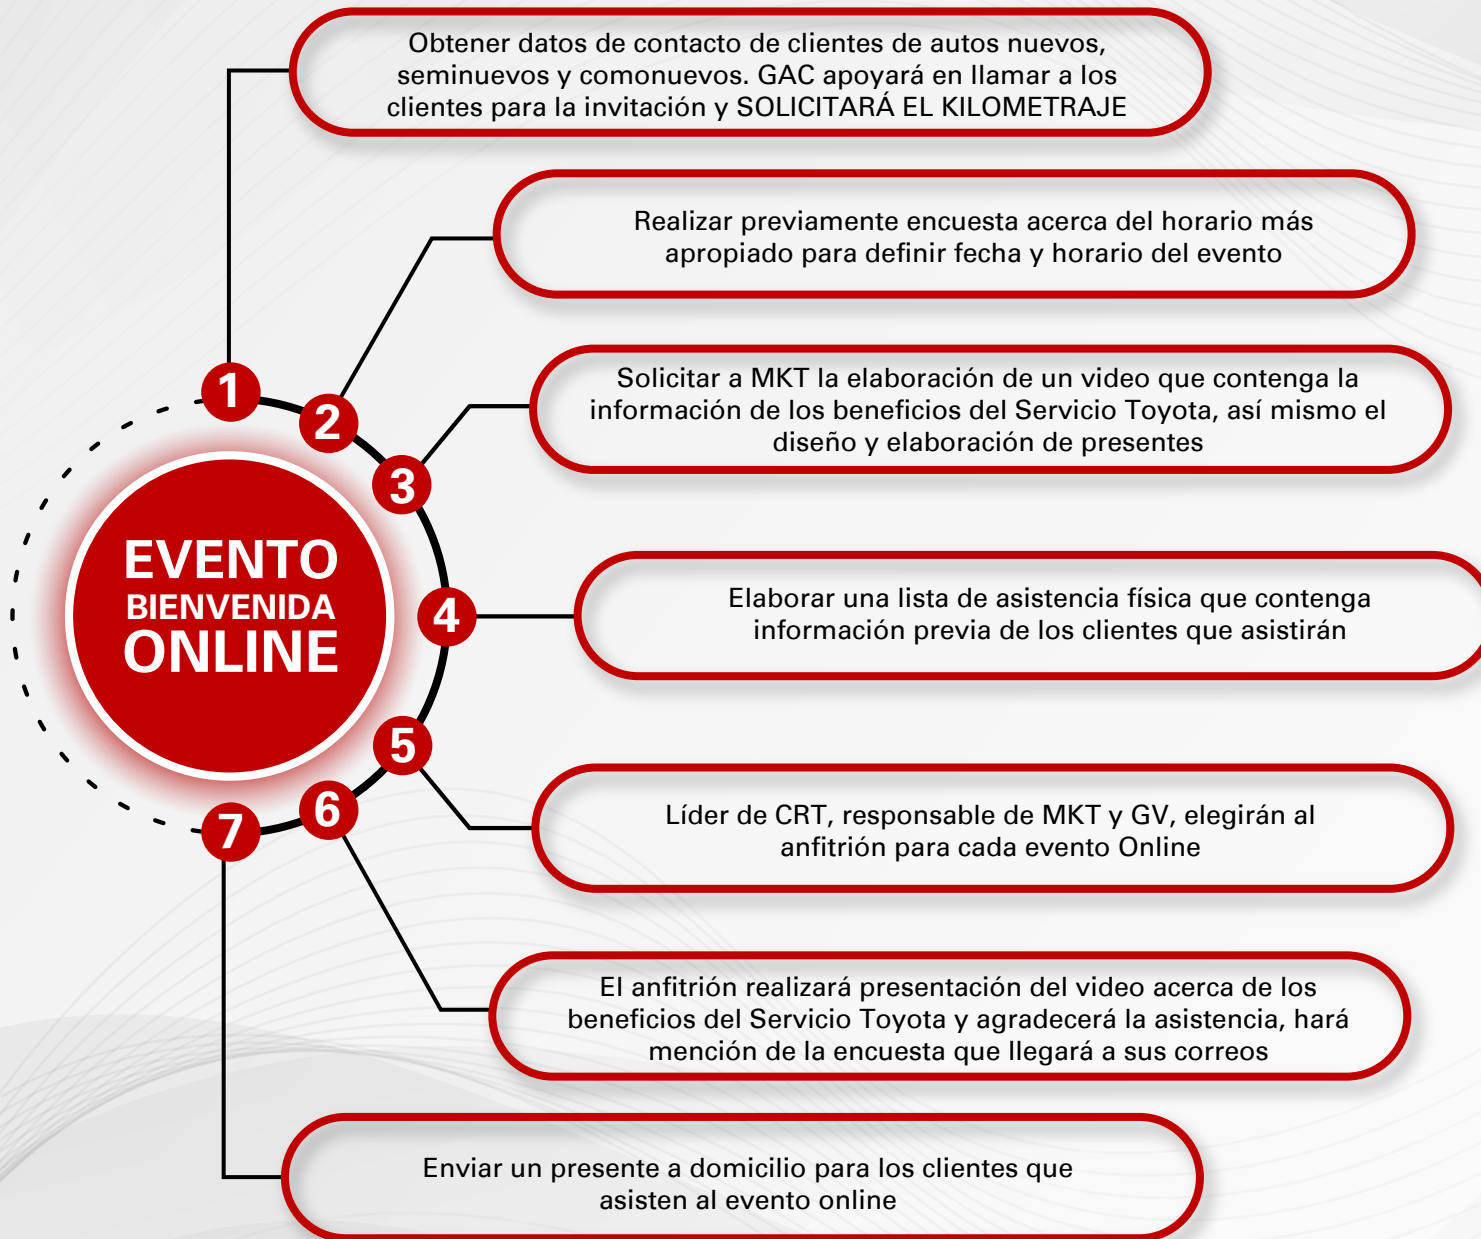 Obtener datos de contacto de clientes de autos nuevos,
seminuevos y comonuevos. GAC apoyará en llamar a los
clientes para la invitación y SOLICITARÁ EL KILOMETRAJE
Realizar previamente encuesta acerca del horario más
apropiado para definir fecha y horario del evento
Solicitar a MKT la elaboración de un video que contenga la
información de los beneficios del Servicio Toyota, así mismo el
diseño y elaboración de presentes
1
2
3
EVENTO
BIENVENIDA
ONLINE
4
Elaborar una lista de asistencia física que contenga
información previa de los clientes que asistirán
5
6
7
Líder de CRT, responsable de MKT y GV, elegirán al
anfitrión para cada evento Online
El anfitrión realizará presentación del video acerca de los
beneficios del Servicio Toyota y agradecerá la asistencia, hará
mención de la encuesta que llegará a sus correos
Enviar un presente a domicilio para los clientes que
asisten al evento online